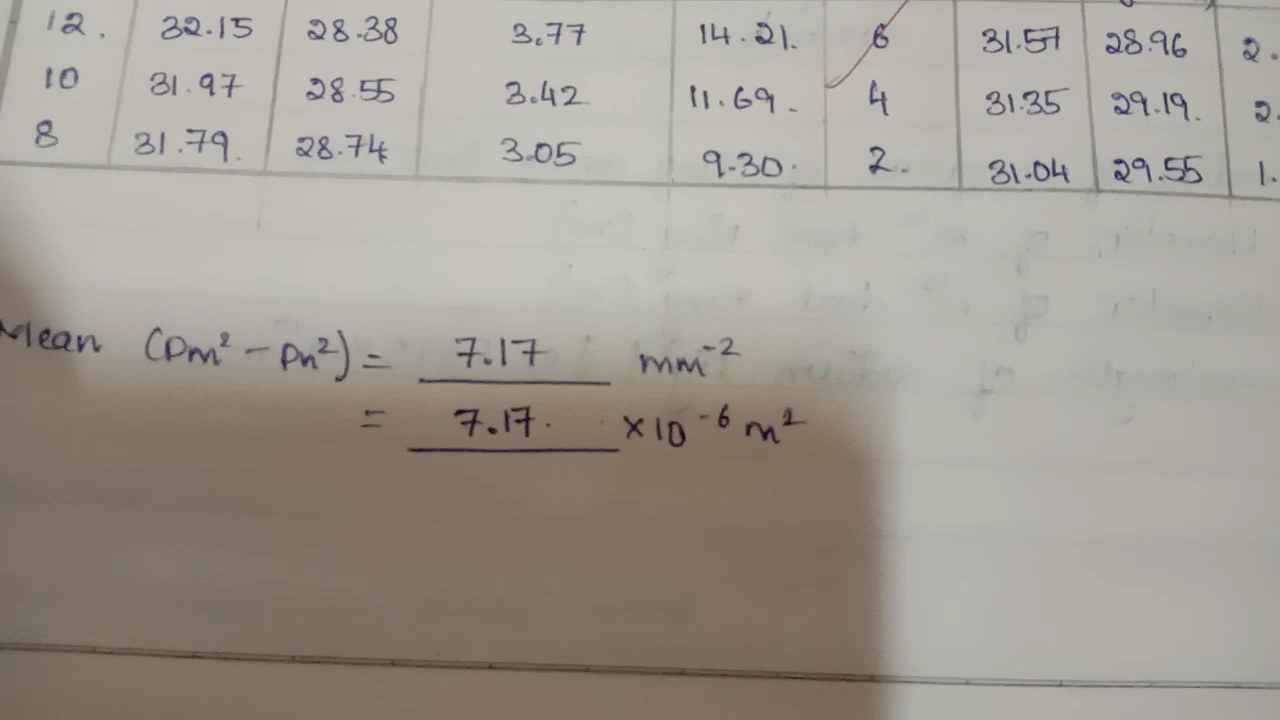 12. 32.15 28.38 3.77 14.21. 6 31.57 28.96 2.
10 31.97 28.55 3.42 11.69. 4 31.35 29.19. 2.
8 31.79. 28.74 3.05 9.30. 2. 31.04 29.55 1.
Mean (Dm² - Dn²) = 7.17 mm⁻²
= 7.17. ×10⁻⁶ m²